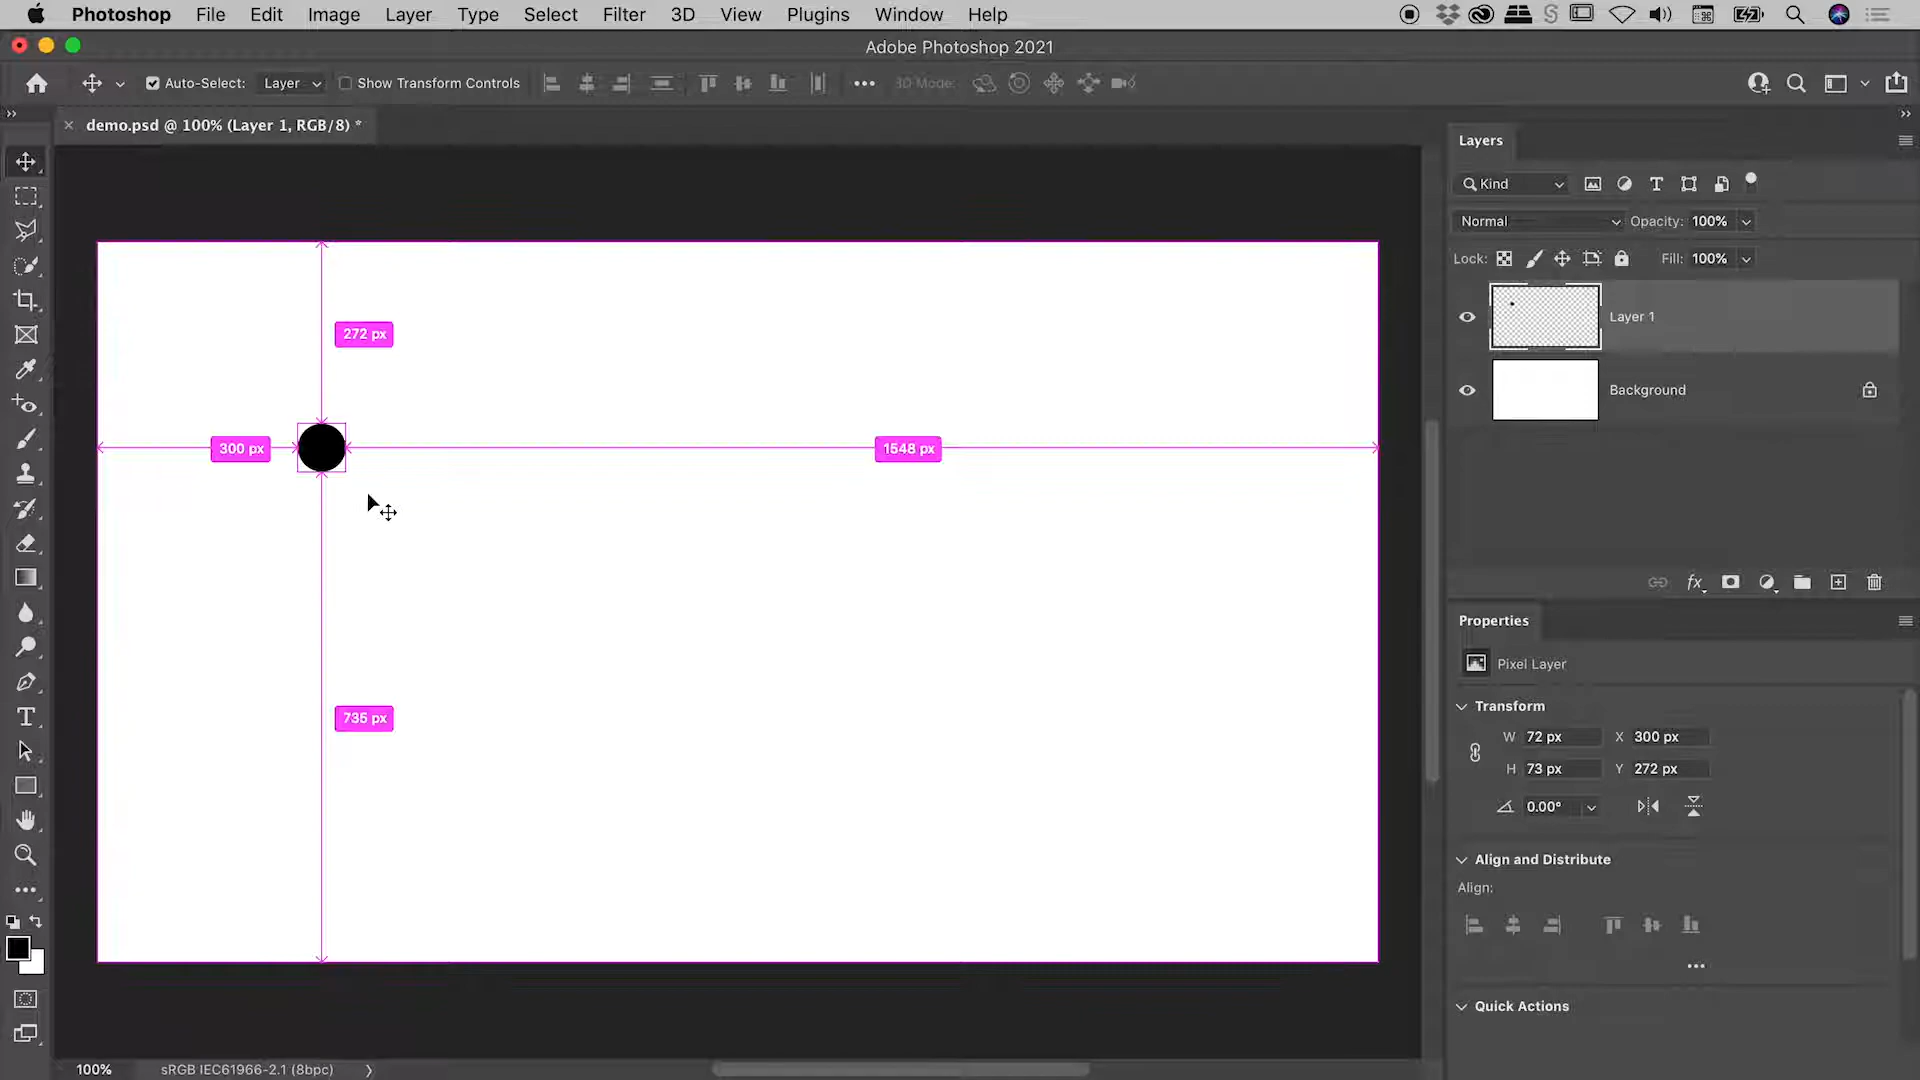 Photoshop File Edit Image Layer Type Select Filter 3D View Plugins Window Help
Adobe Photoshop 2021
Auto-Select: Layer Show Transform Controls 3D Mode:
demo.psd @ 100% (Layer 1, RGB/8) *
Layers
Kind
Normal Opacity: 100%
Lock: Fill: 100%
Layer 1
Background
272 px
300 px
1548 px
735 px
Properties
Pixel Layer
Transform
W 72 px X 300 px
H 73 px Y 272 px
0.00°
Align and Distribute
Align:
Quick Actions
100% sRGB IEC61966-2.1 (8bpc)